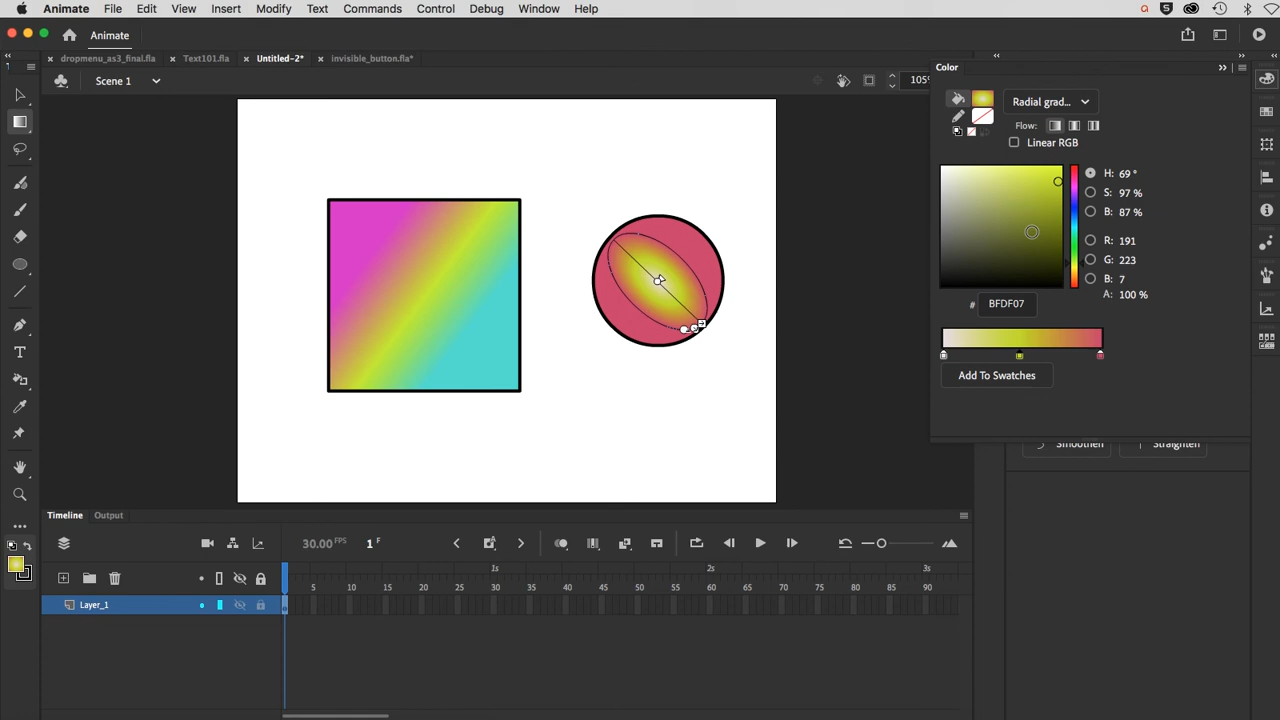 Animate File Edit View Insert Modify Text Commands Control Debug Window Help
Animate
dropmenu_as3_final.fla Text101.fla Untitled-2* invisible_button.fla*
Scene 1
Color
Radial grad...
Flow:
Linear RGB
H: 69 °
S: 97 %
B: 87 %
R: 191
G: 223
B: 7
A: 100 %
# BFDF07
Add To Swatches
Smoothen Straighten
Timeline Output
30.00 FPS 1 F
1s 2s 3s
5 10 15 20 25 30 35 40 45 50 55 60 65 70 75 80 85 90
Layer_1